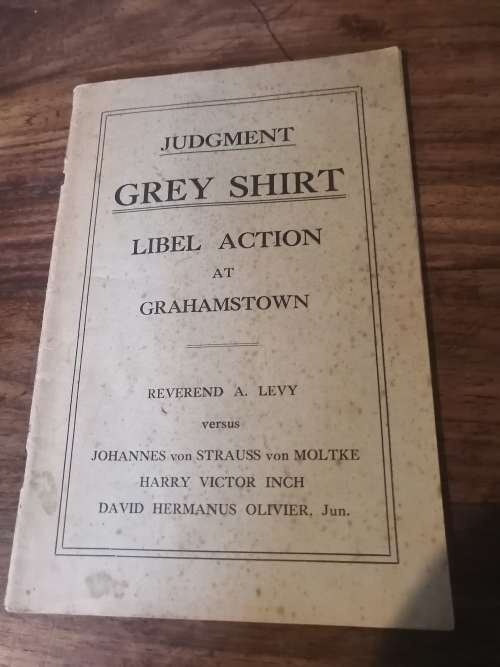 JUDGMENT
GREY SHIRT
LIBEL ACTION
AT
GRAHAMSTOWN
REVEREND A. LEVY
versus
JOHANNES von STRAUSS von MOLTKE
HARRY VICTOR INCH
DAVID HERMANUS OLIVIER, Jun.